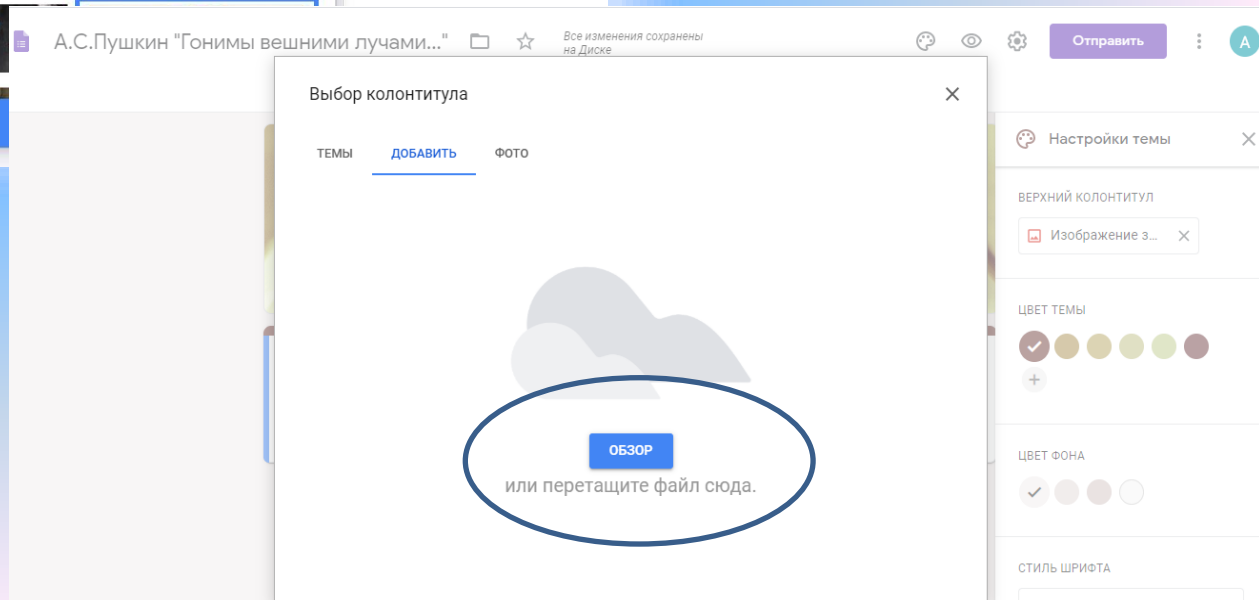 А.С.Пушкин "Гонимы вешними лучами..."
Все изменения сохранены
на Диске
Отправить
А
Выбор колонтитула
ТЕМЫ
ДОБАВИТЬ
ФОТО
ОБЗОР
или перетащите файл сюда.
Настройки темы
ВЕРХНИЙ КОЛОНТИТУЛ
Изображение з...
ЦВЕТ ТЕМЫ
ЦВЕТ ФОНА
СТИЛЬ ШРИФТА